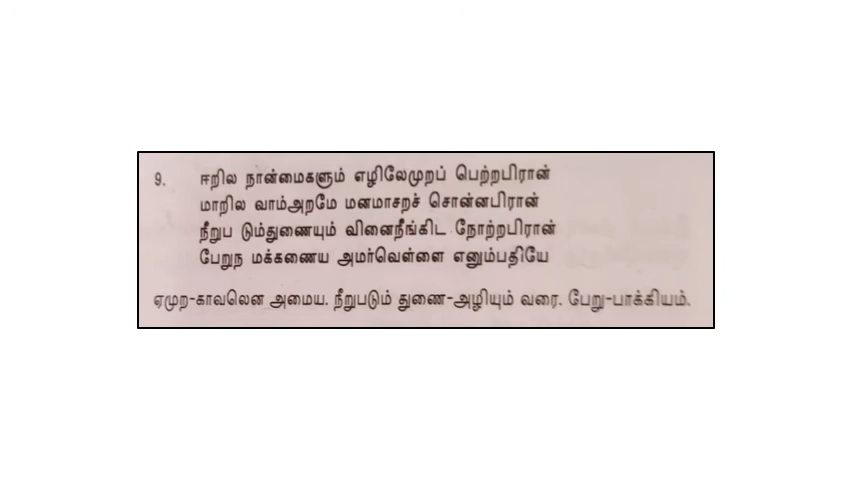 9. ஈறில நான்மைகளும் எழிலேமுறப் பெற்றபிரான்
மாறில வாம்அறமே மனமாசறச் சொன்னபிரான்
நீறுப டும்துணையும் வினைநீங்கிட நோற்றபிரான்
பேறுந மக்கணைய அமர்வெள்ளை எனும்பதியே
ஏமுற-காவலென அமைய. நீறுபடும் துணை-அழியும் வரை. பேறு-பாக்கியம்.